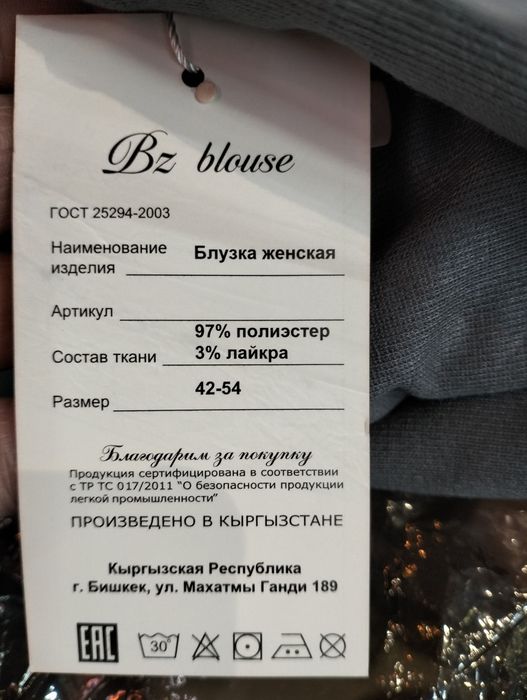 Bz blouse
ГОСТ 25294-2003
Наименование изделия Блузка женская
Артикул
97% полиэстер
Состав ткани 3% лайкра
42-54
Размер
Благодарим за покупку
Продукция сертифицирована в соответствии
с ТР ТС 017/2011 "О безопасности продукции
легкой промышленности"
ПРОИЗВЕДЕНО В КЫРГЫЗСТАНЕ
Кыргызская Республика
г. Бишкек, ул. Махатмы Ганди 189
EAC 30°